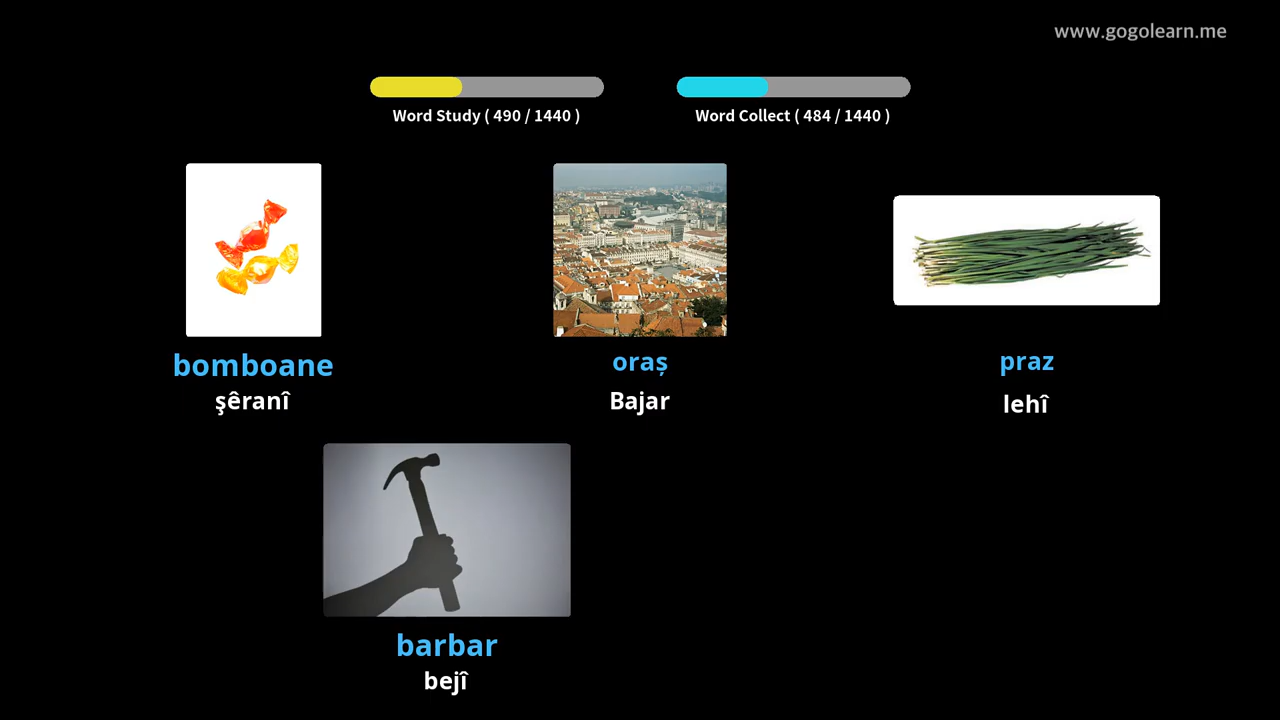 www.gogolearn.me
Word Study ( 490 / 1440 )
Word Collect ( 484 / 1440 )
bomboane
şêranî
oraș
Bajar
praz
lehî
barbar
bejî